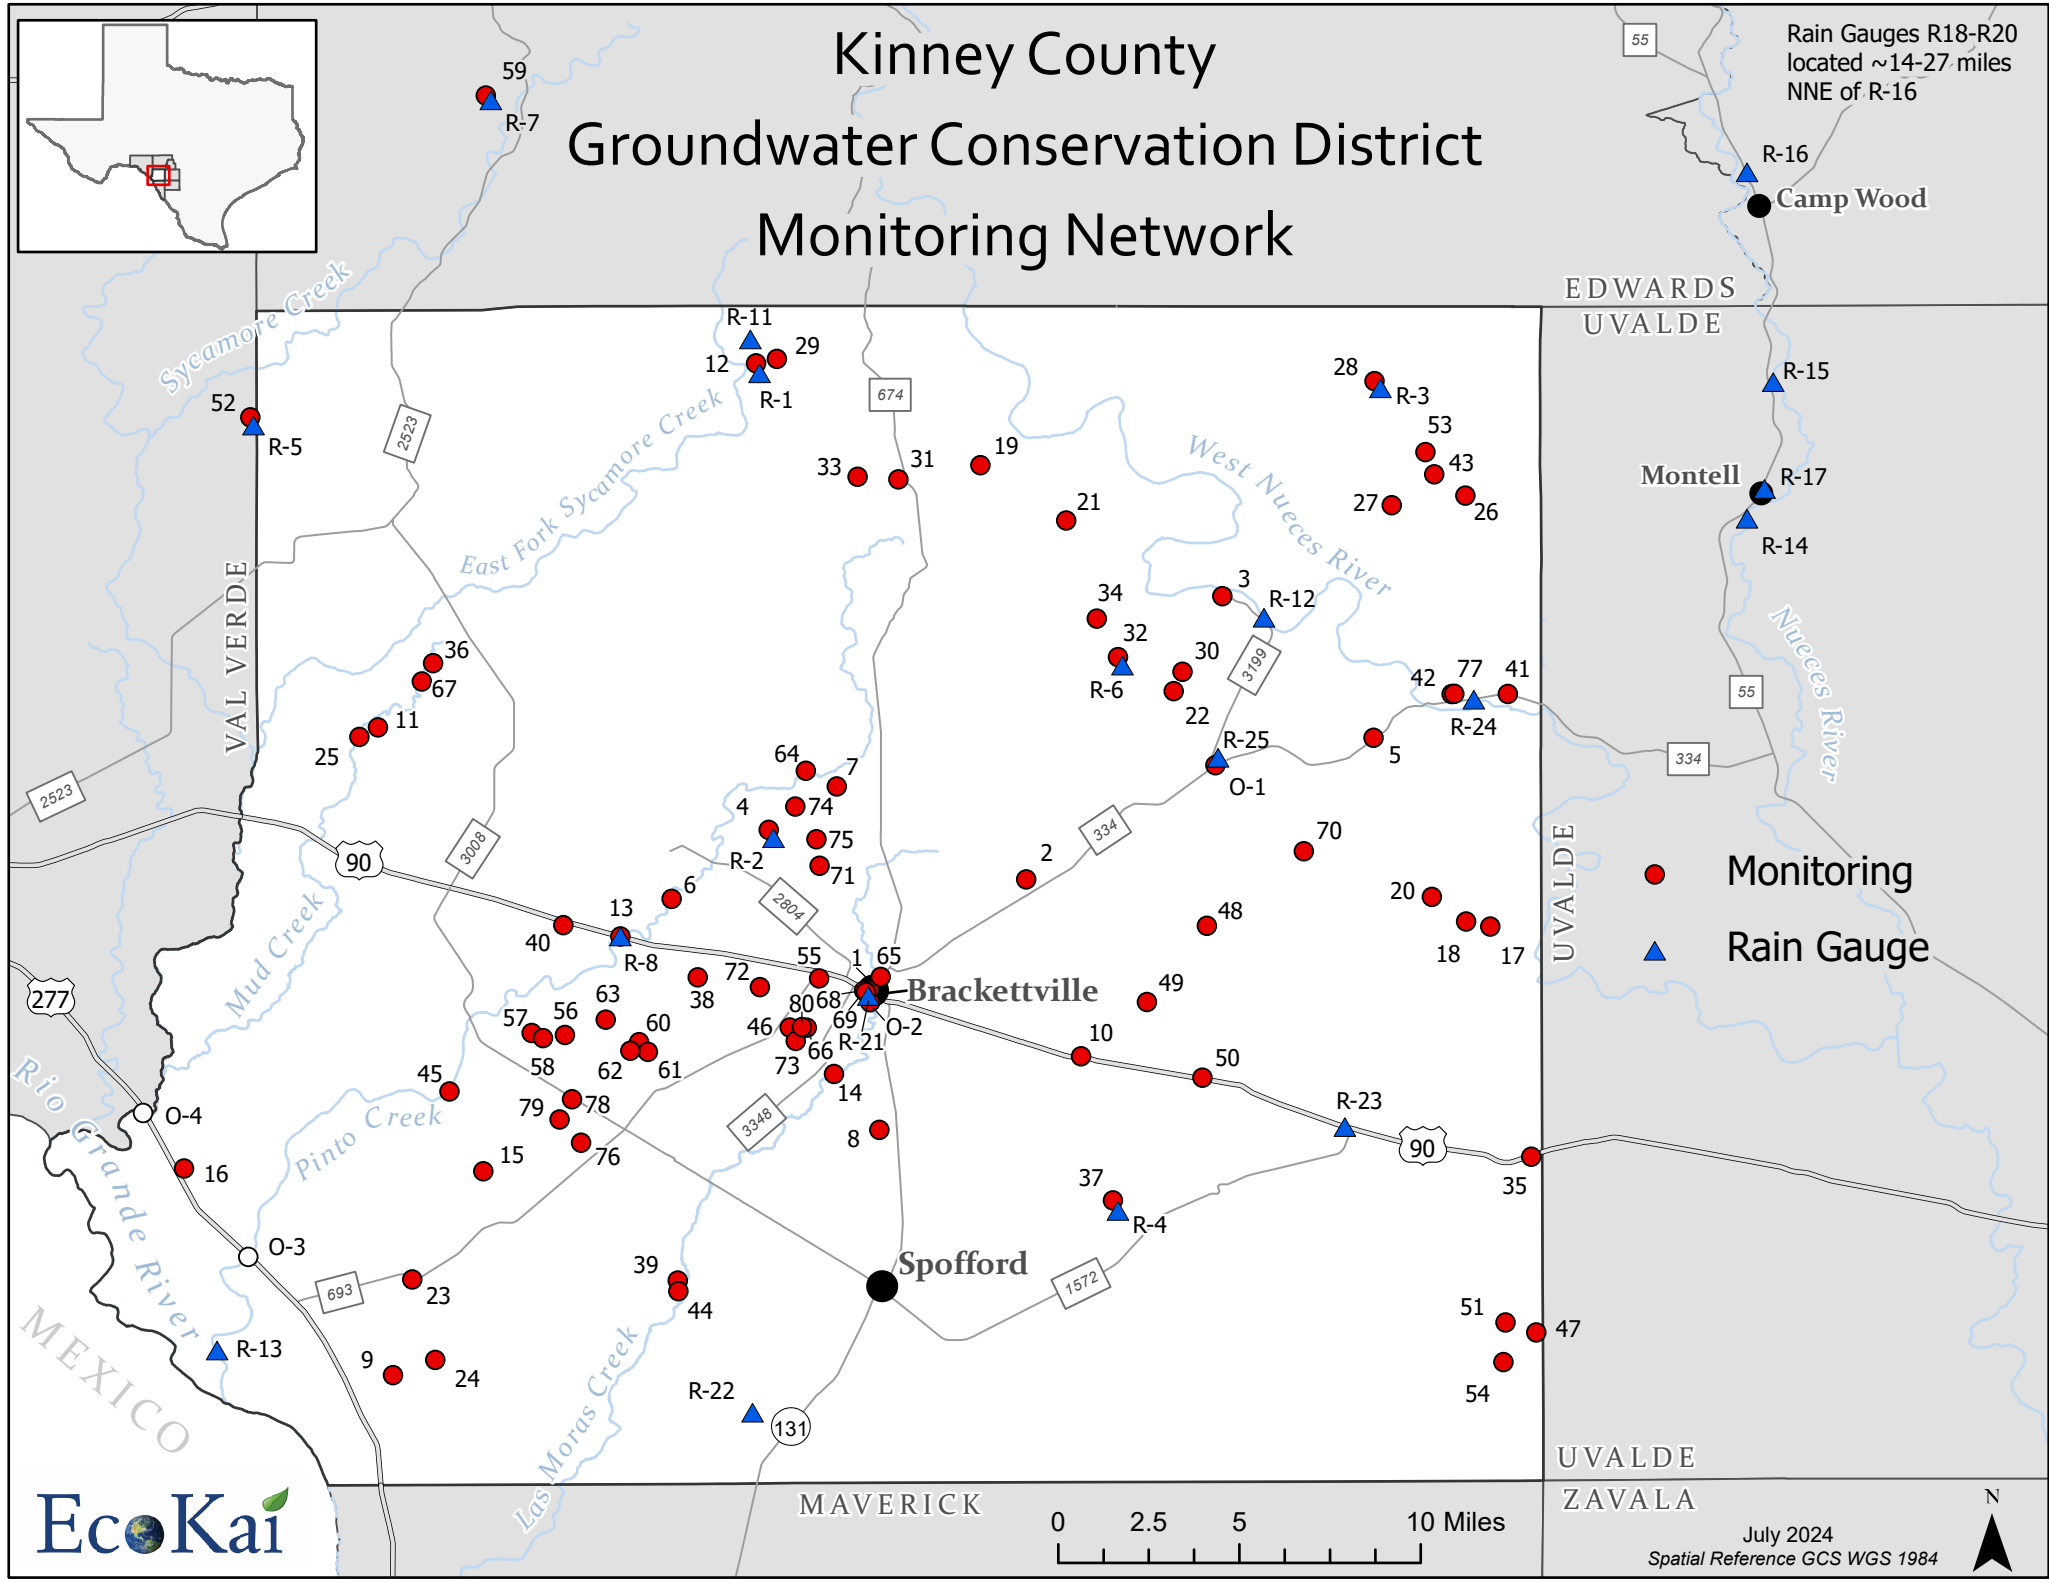 Kinney County
Groundwater Conservation District
Monitoring Network
Rain Gauges R18-R20
located ~14-27 miles
NNE of R-16
55
59
R-7
R-16
Camp Wood
EDWARDS
UVALDE
Sycamore Creek
R-11
12
29
R-1
674
28
R-3
R-15
52
R-5
2523
East Fork Sycamore Creek
33
31
19
21
West Nueces River
53
43
27
26
Montell
R-17
R-14
VAL VERDE
34
3
R-12
32
R-6
30
22
3199
36
67
11
25
42
77
41
R-24
5
Nueces River
55
334
2523
64
7
74
4
R-2
75
71
R-25
O-1
334
70
3008
90
6
2804
2
20
18
17
48
UVALDE
Monitoring
Rain Gauge
13
40
R-8
Mud Creek
277
38
72
55
1
65
68
Brackettville
49
63
56
57
58
60
62
61
46
80
69
R-21
O-2
66
73
14
10
50
Rio Grande River
O-4
45
Pinto Creek
79
78
76
3348
8
R-23
90
35
16
15
37
R-4
O-3
693
23
39
44
Spofford
1572
51
47
54
MEXICO
R-13
9
24
R-22
131
Las Moras Creek
UVALDE
ZAVALA
MAVERICK
EcoKai
0 2.5 5 10 Miles
N
July 2024
Spatial Reference GCS WGS 1984